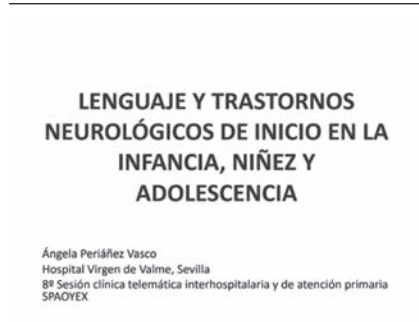 LENGUAJE Y TRASTORNOS
NEUROLÓGICOS DE INICIO EN LA
INFANCIA, NIÑEZ Y
ADOLESCENCIA
Ángela Periáñez Vasco
Hospital Virgen de Valme, Sevilla
8º Sesión clínica telemática interhospitalaria y de atención primaria
SPAOYEX